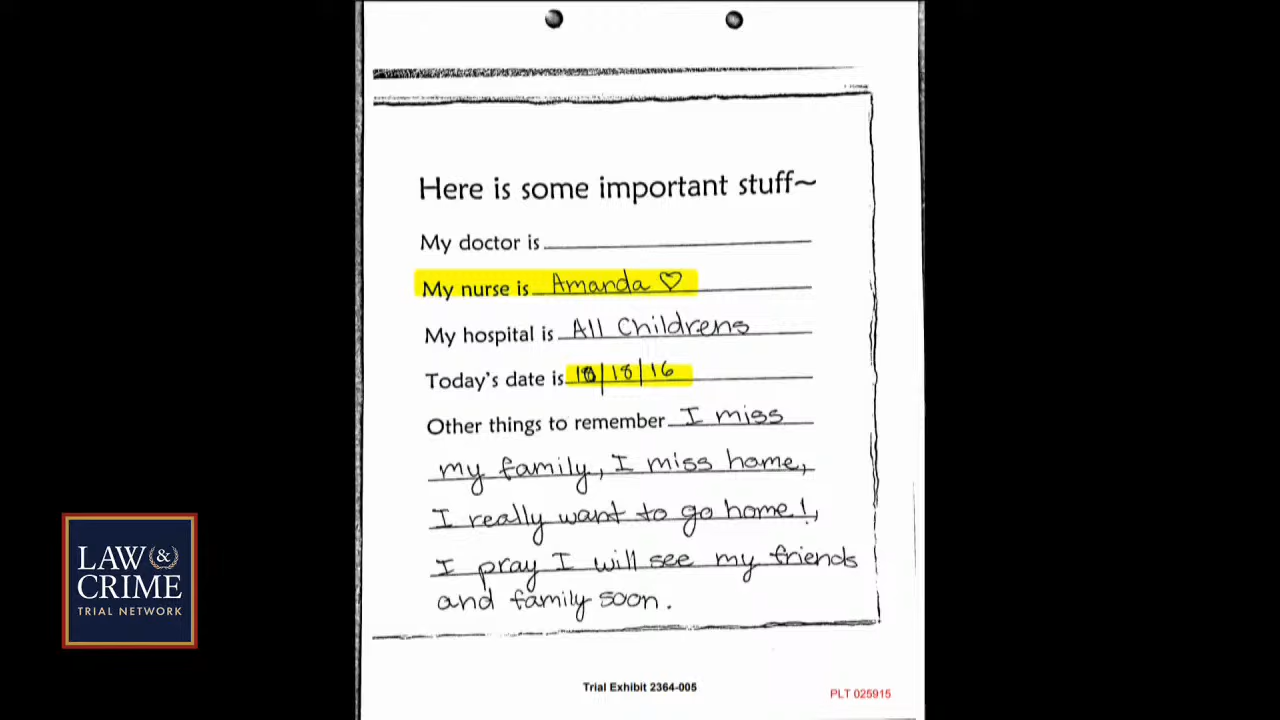 Here is some important stuff~
My doctor is
My nurse is Amanda ♡
My hospital is All Childrens
Today's date is 10|18|16
Other things to remember I miss
my family, I miss home,
I really want to go home!,
I pray I will see my friends
and family soon.
LAW &
CRIME
TRIAL NETWORK
Trial Exhibit 2364-005
PLT 025915